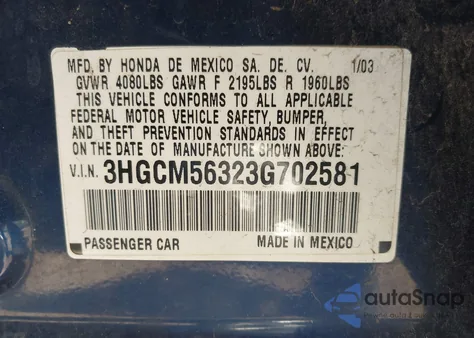 MFD. BY HONDA DE MEXICO SA. DE. CV. 1/03
GVWR 4080LBS GAWR F 2195LBS R 1960LBS
THIS VEHICLE CONFORMS TO ALL APPLICABLE
FEDERAL MOTOR VEHICLE SAFETY, BUMPER,
AND THEFT PREVENTION STANDARDS IN EFFECT
ON THE DATE OF MANUFACTURE SHOWN ABOVE.
V.I.N. 3HGCM56323G702581
PASSENGER CAR MADE IN MEXICO
autoSnap